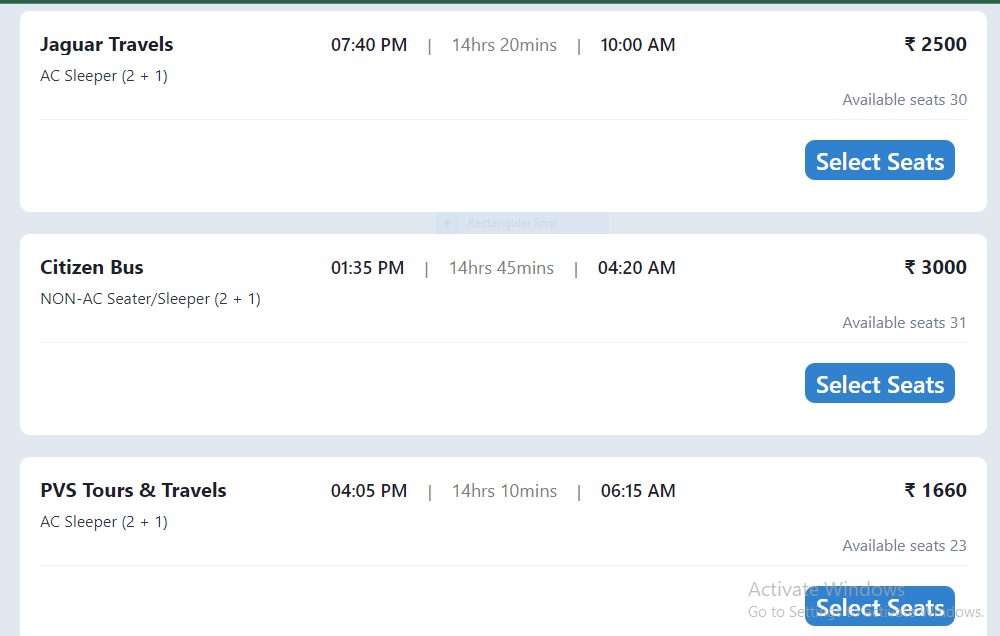 Jaguar Travels 07:40 PM | 14hrs 20mins | 10:00 AM ₹ 2500
AC Sleeper (2 + 1)
Available seats 30
Select Seats
Rectangular Snip
Citizen Bus 01:35 PM | 14hrs 45mins | 04:20 AM ₹ 3000
NON-AC Seater/Sleeper (2 + 1)
Available seats 31
Select Seats
PVS Tours & Travels 04:05 PM | 14hrs 10mins | 06:15 AM ₹ 1660
AC Sleeper (2 + 1)
Available seats 23
Activate Windows
Select Seats
Go to Settings to activate Windows.